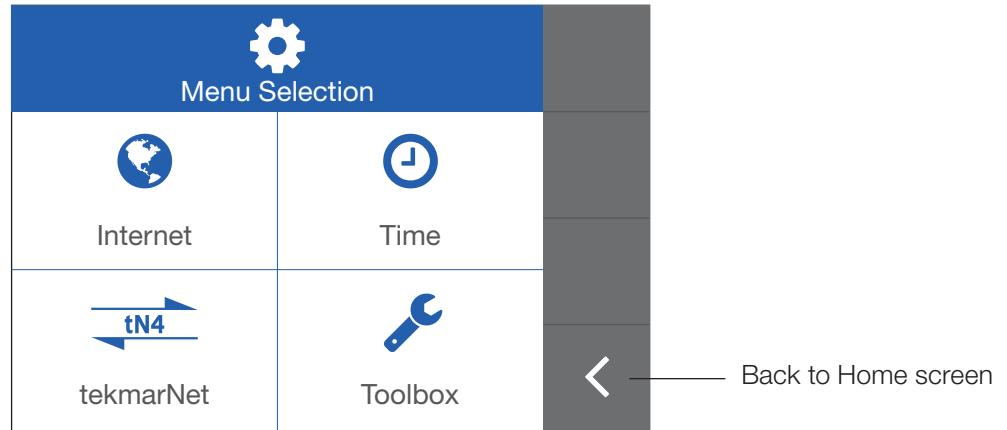 Menu Selection
Internet
Time
tN4
tekmarNet
Toolbox
Back to Home screen